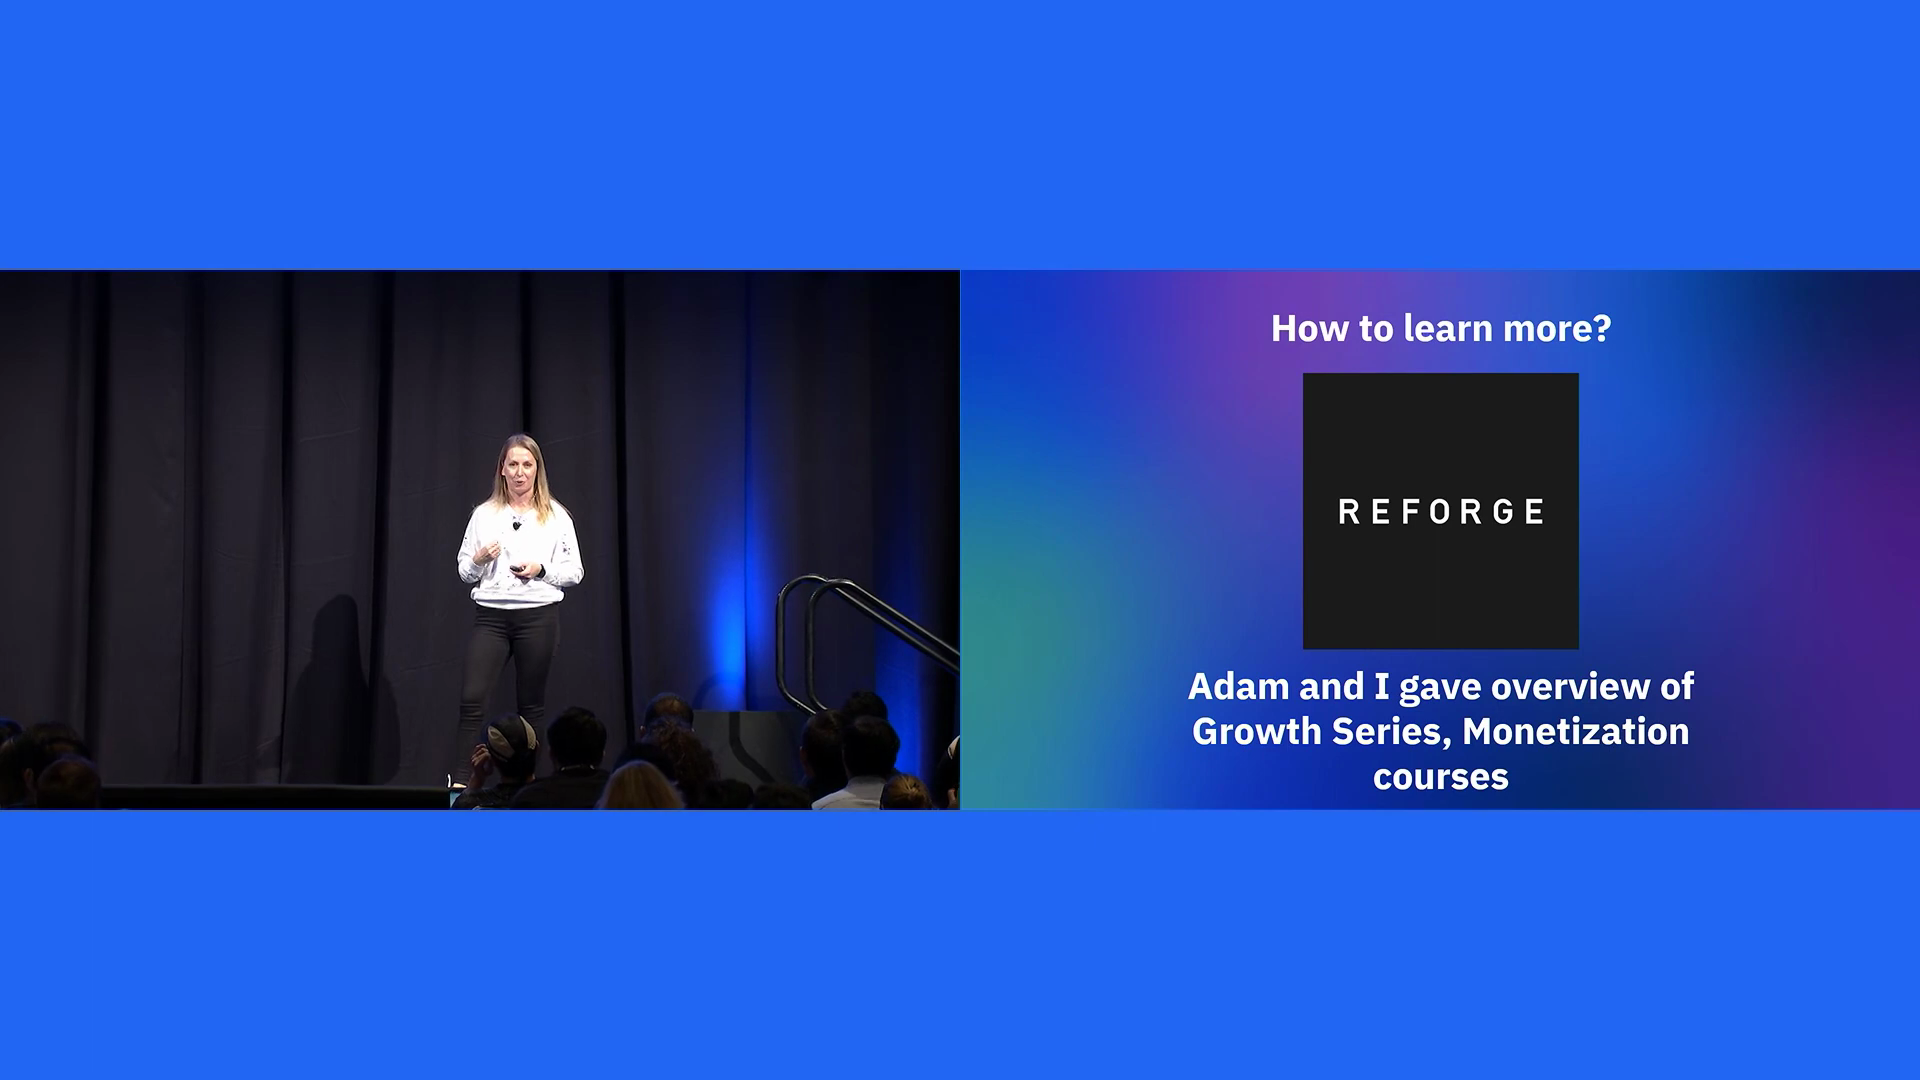 How to learn more?
REFORGE
Adam and I gave overview of
Growth Series, Monetization
courses